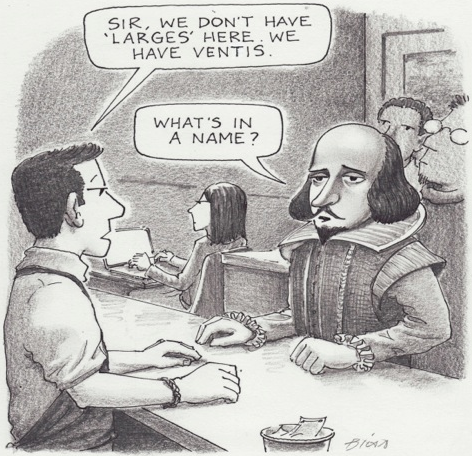 SIR, WE DON'T HAVE
'LARGES' HERE. WE
HAVE VENTIS.
WHAT'S IN
A NAME?